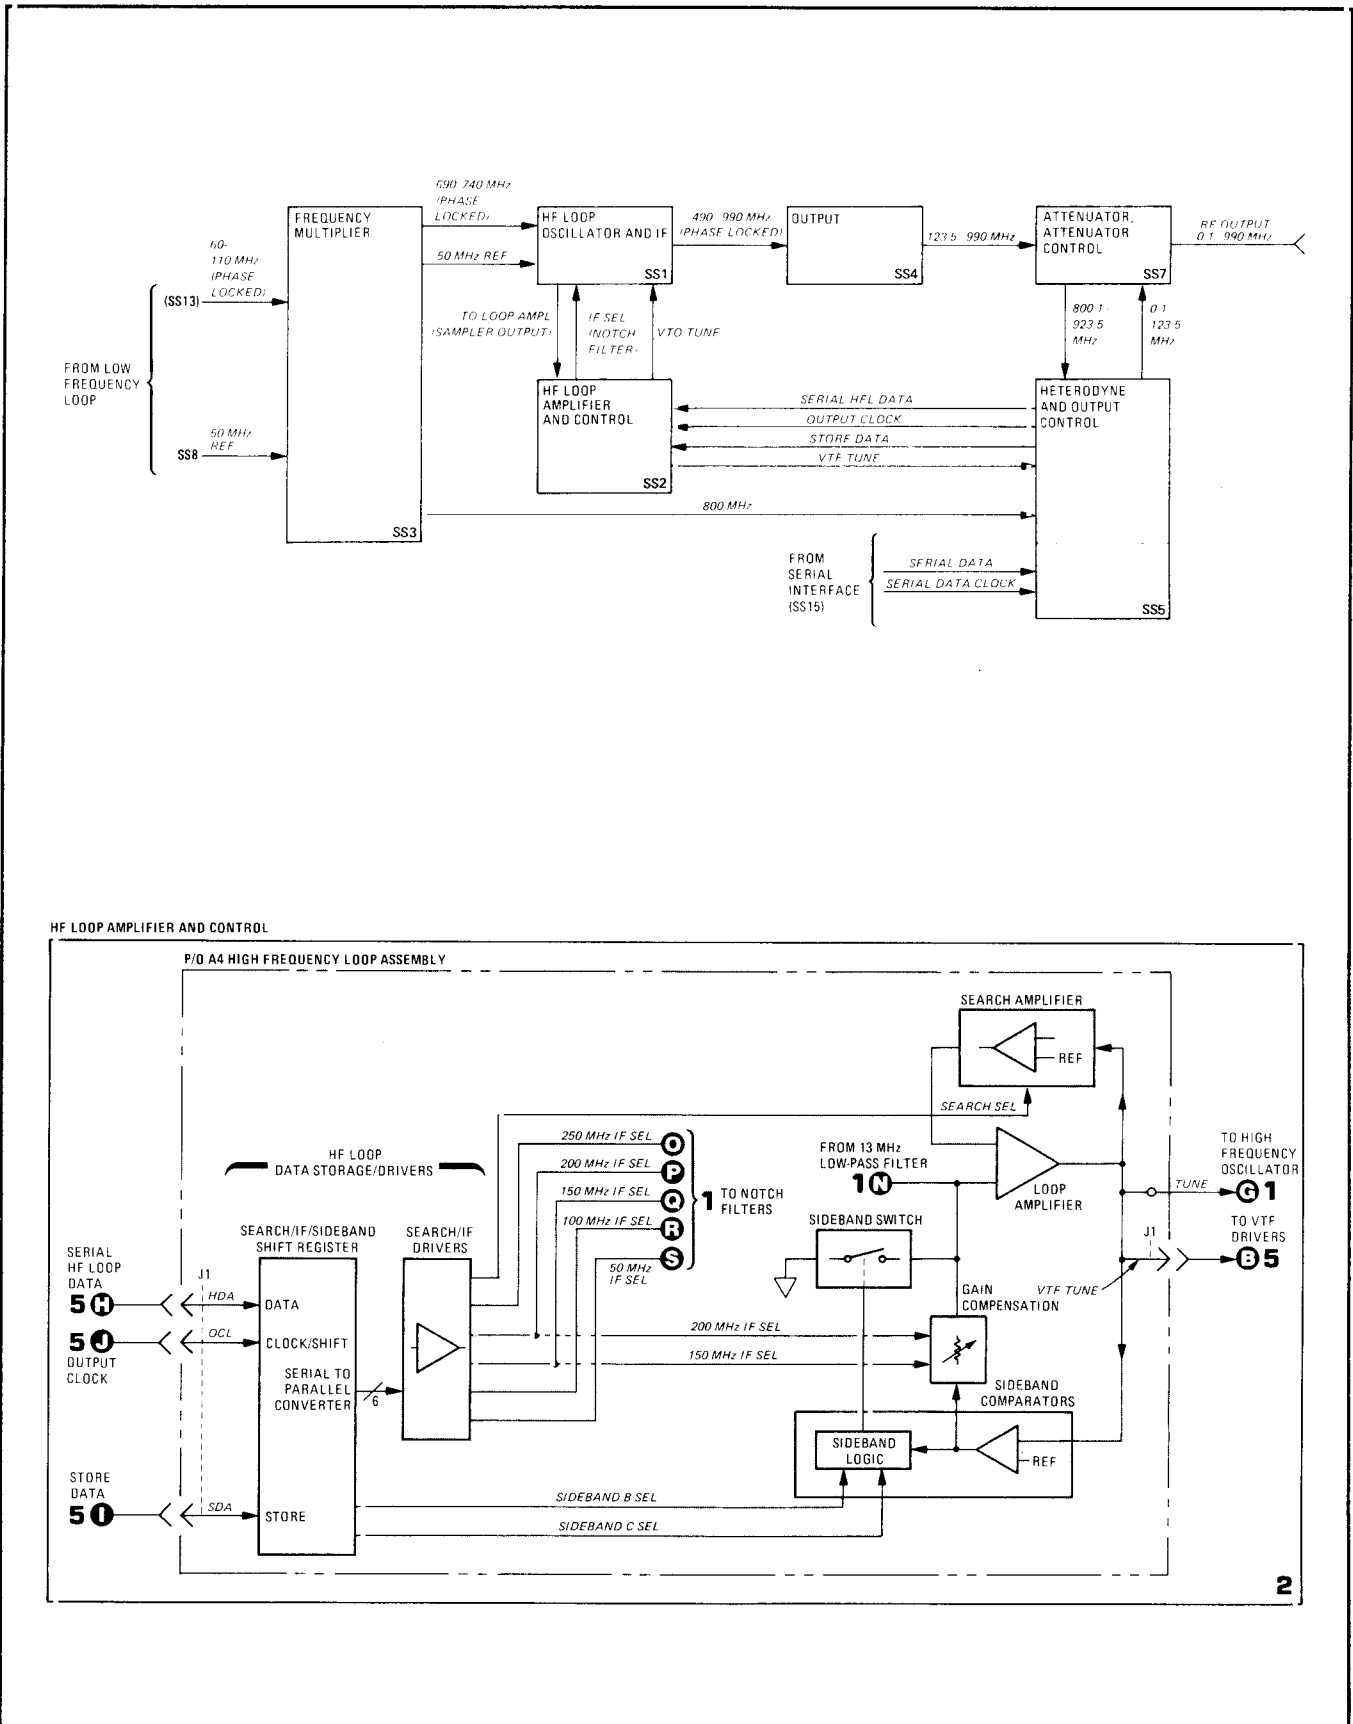 690-740 MHz
(PHASE
LOCKED)
FREQUENCY
MULTIPLIER
HF LOOP
OSCILLATOR AND IF
490-990 MHz
(PHASE LOCKED)
OUTPUT
123.5-990 MHz
ATTENUATOR,
ATTENUATOR
CONTROL
RF OUTPUT
0.1-990 MHz
60-
110 MHz
(PHASE
LOCKED)
50 MHz REF
SS1
SS4
SS7
(SS13)
TO LOOP AMPL
(SAMPLER OUTPUT)
IF SEL
(NOTCH
FILTER)
VTO TUNE
800.1-
923.5
MHz
0.1-
123.5
MHz
FROM LOW
FREQUENCY
LOOP
HF LOOP
AMPLIFIER
AND CONTROL
SERIAL HFL DATA
OUTPUT CLOCK
STORE DATA
VTF TUNE
HETERODYNE
AND OUTPUT
CONTROL
50 MHz
REF
SS8
SS2
800 MHz
SS3
FROM
SERIAL
INTERFACE
(SS15)
SERIAL DATA
SERIAL DATA CLOCK
SS5
HF LOOP AMPLIFIER AND CONTROL
P/O A4 HIGH FREQUENCY LOOP ASSEMBLY
SEARCH AMPLIFIER
REF
SEARCH SEL
HF LOOP
DATA STORAGE/DRIVERS
250 MHz IF SEL
O
200 MHz IF SEL
P
150 MHz IF SEL
Q
100 MHz IF SEL
R
50 MHz
IF SEL
S
1 TO NOTCH
FILTERS
FROM 13 MHz
LOW-PASS FILTER
1 N
LOOP
AMPLIFIER
TO HIGH
FREQUENCY
OSCILLATOR
TUNE
G 1
SIDEBAND SWITCH
TO VTF
DRIVERS
J1
B 5
VTF TUNE
SEARCH/IF/SIDEBAND
SHIFT REGISTER
SEARCH/IF
DRIVERS
SERIAL
HF LOOP
DATA
5 H
J1
HDA
DATA
GAIN
COMPENSATION
5 J
OCL
CLOCK/SHIFT
OUTPUT
CLOCK
200 MHz IF SEL
150 MHz IF SEL
SERIAL TO
PARALLEL
CONVERTER
6
SIDEBAND
COMPARATORS
SIDEBAND
LOGIC
REF
STORE
DATA
5 I
SDA
STORE
SIDEBAND B SEL
SIDEBAND C SEL
2